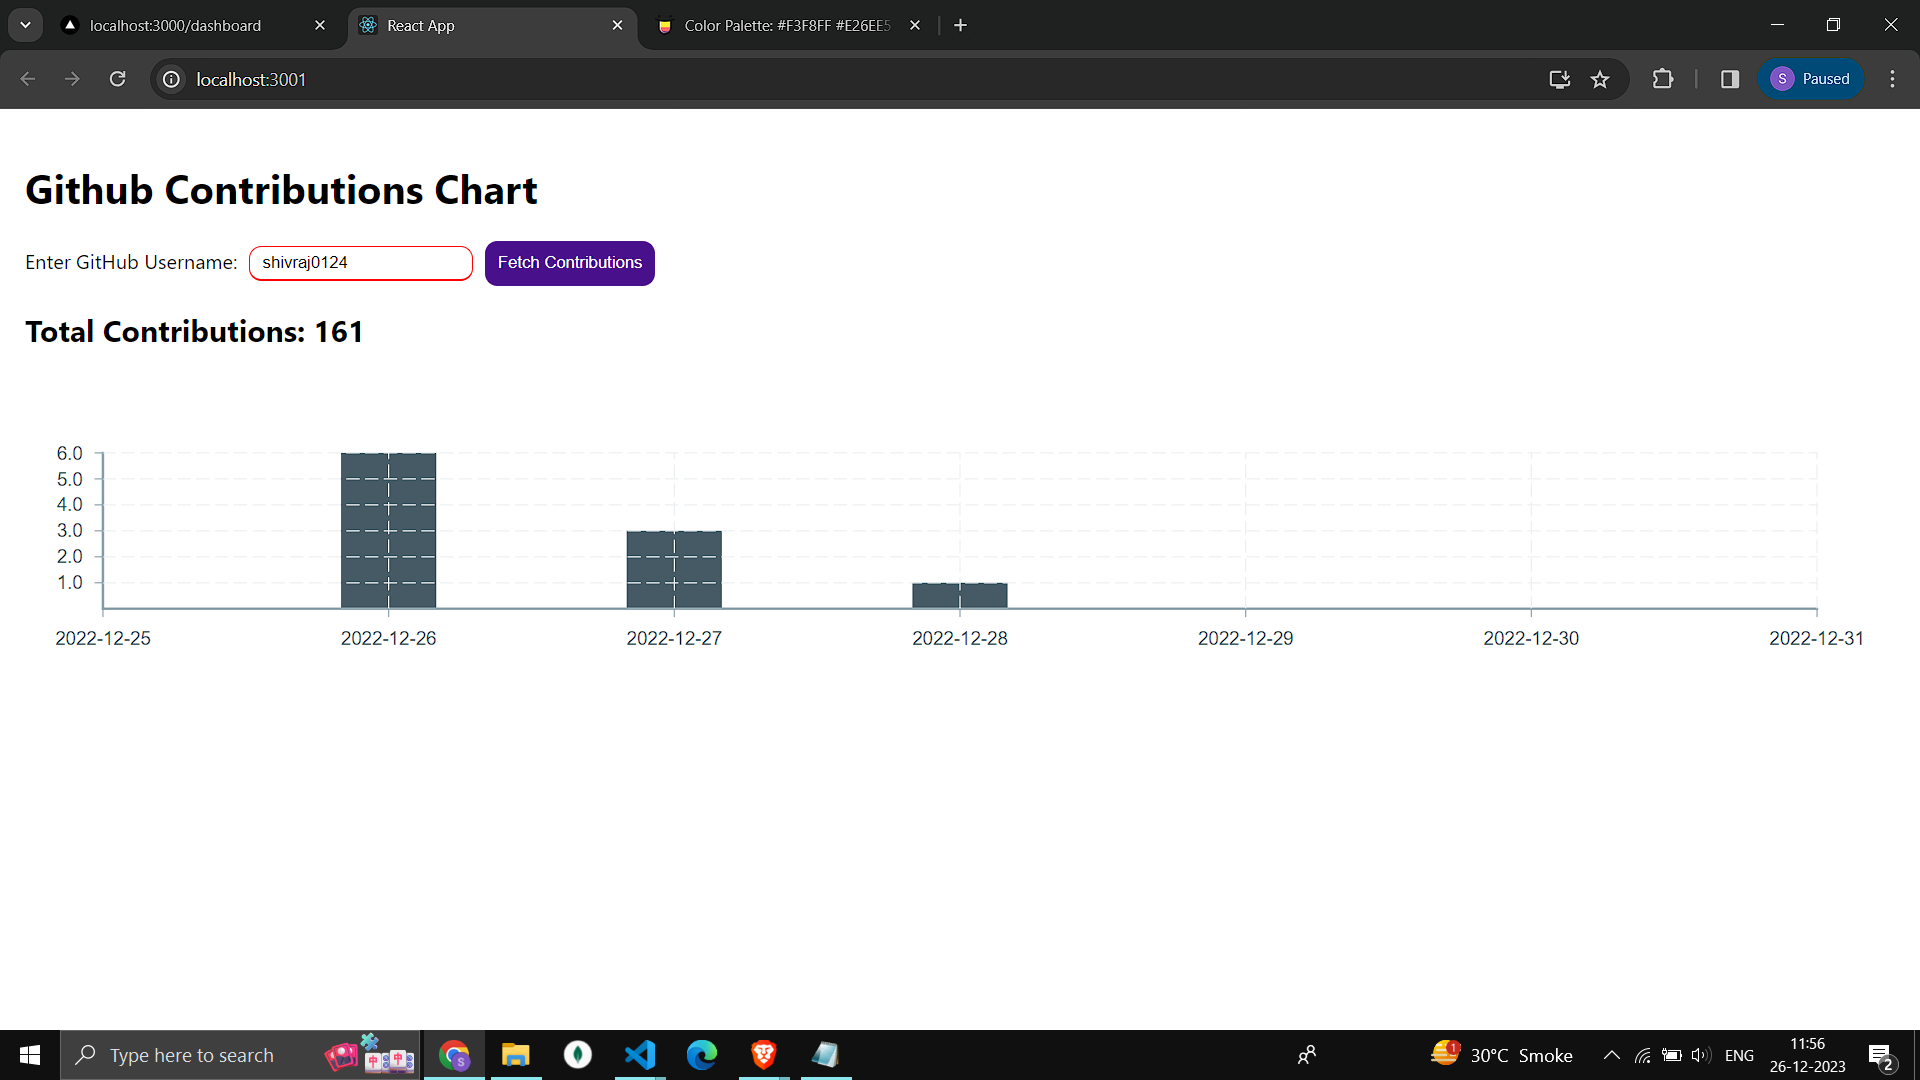 localhost:3000/dashboard
React App
Color Palette: #F3F8FF #E26EE5
localhost:3001
S Paused
Github Contributions Chart
Enter GitHub Username: shivraj0124 Fetch Contributions
Total Contributions: 161
6.0
5.0
4.0
3.0
2.0
1.0
2022-12-25 2022-12-26 2022-12-27 2022-12-28 2022-12-29 2022-12-30 2022-12-31
Type here to search
S
中 中
1
30°C Smoke
ENG
11:56
26-12-2023
2